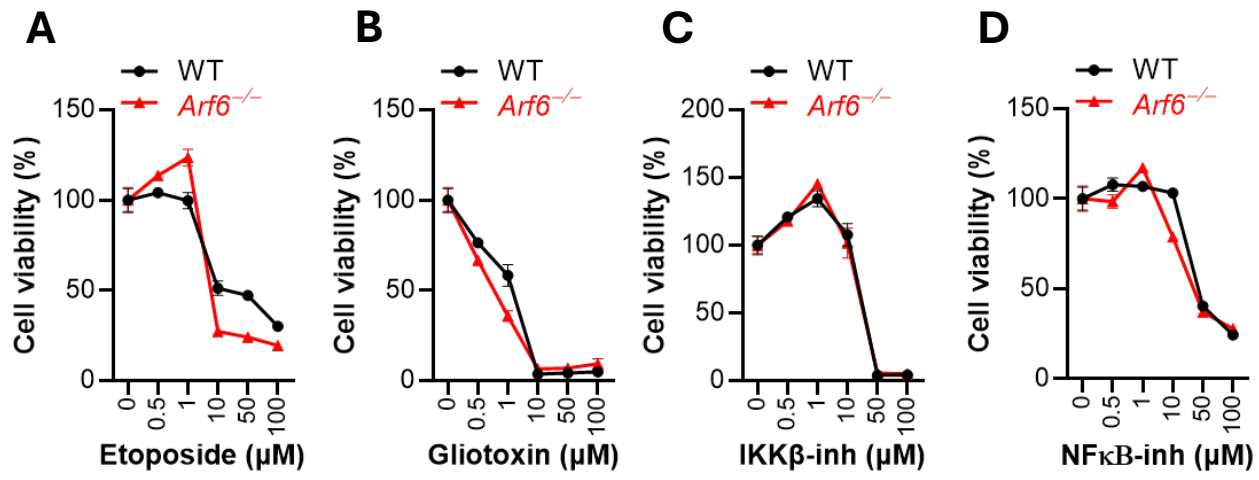 A
WT
Arf6−/−
150
100
50
0
Cell viability (%)
0
0.5
1
10
50
100
Etoposide (µM)
B
WT
Arf6−/−
150
100
50
0
Cell viability (%)
0
0.5
1
10
50
100
Gliotoxin (µM)
C
WT
Arf6−/−
200
150
100
50
0
Cell viability (%)
0
0.5
1
10
50
100
IKKβ-inh (µM)
D
WT
Arf6−/−
150
100
50
0
Cell viability (%)
0
0.5
1
10
50
100
NFκB-inh (µM)